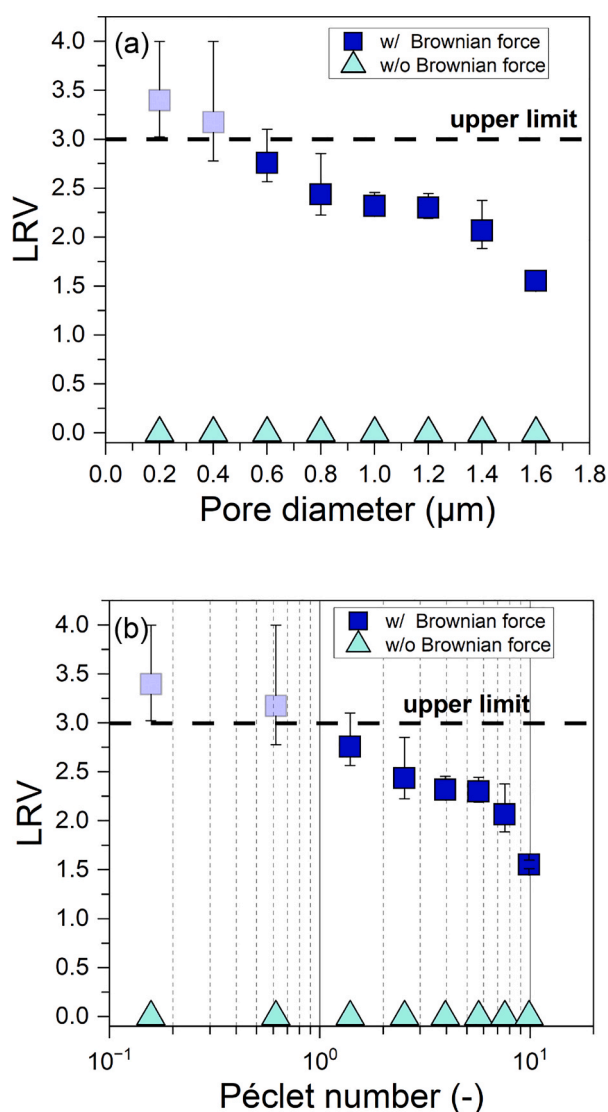 (a)
w/ Brownian force
w/o Brownian force
upper limit
4.0
3.5
3.0
2.5
2.0
1.5
1.0
0.5
0.0
LRV
0.0 0.2 0.4 0.6 0.8 1.0 1.2 1.4 1.6 1.8
Pore diameter (µm)
(b)
w/ Brownian force
w/o Brownian force
upper limit
4.0
3.5
3.0
2.5
2.0
1.5
1.0
0.5
0.0
LRV
10⁻¹ 10⁰ 10¹
Péclet number (-)